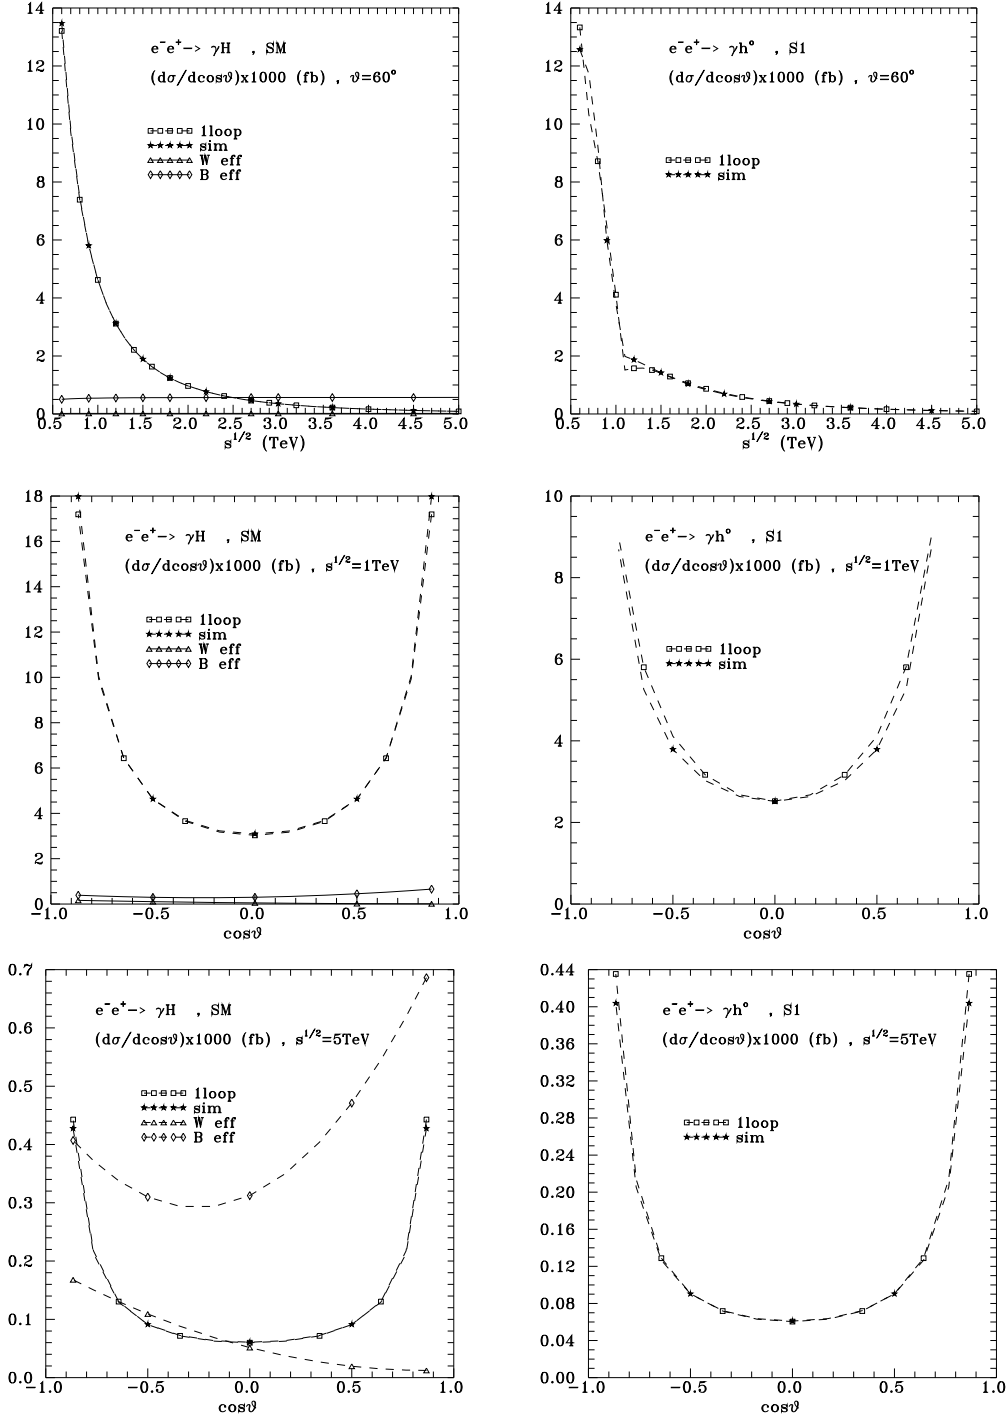 e⁻e⁺−> γH , SM
(dσ/dcosϑ)x1000 (fb) , ϑ=60°
1loop
sim
W eff
B eff
14
12
10
8
6
4
2
0
0.5 1.0 1.5 2.0 2.5 3.0 3.5 4.0 4.5 5.0
s^1/2 (TeV)
e⁻e⁺−> γh° , S1
(dσ/dcosϑ)x1000 (fb) , ϑ=60°
1loop
sim
14
12
10
8
6
4
2
0
0.5 1.0 1.5 2.0 2.5 3.0 3.5 4.0 4.5 5.0
s^1/2 (TeV)
e⁻e⁺−> γH , SM
(dσ/dcosϑ)x1000 (fb) , s^1/2=1TeV
1loop
sim
W eff
B eff
18
16
14
12
10
8
6
4
2
0
−1.0 −0.5 0.0 0.5 1.0
cosϑ
e⁻e⁺−> γh° , S1
(dσ/dcosϑ)x1000 (fb) , s^1/2=1TeV
1loop
sim
10
8
6
4
2
0
−1.0 −0.5 0.0 0.5 1.0
cosϑ
e⁻e⁺−> γH , SM
(dσ/dcosϑ)x1000 (fb) , s^1/2=5TeV
1loop
sim
W eff
B eff
0.7
0.6
0.5
0.4
0.3
0.2
0.1
0.0
−1.0 −0.5 0.0 0.5 1.0
cosϑ
e⁻e⁺−> γh° , S1
(dσ/dcosϑ)x1000 (fb) , s^1/2=5TeV
1loop
sim
0.44
0.40
0.36
0.32
0.28
0.24
0.20
0.16
0.12
0.08
0.04
0.00
−1.0 −0.5 0.0 0.5 1.0
cosϑ